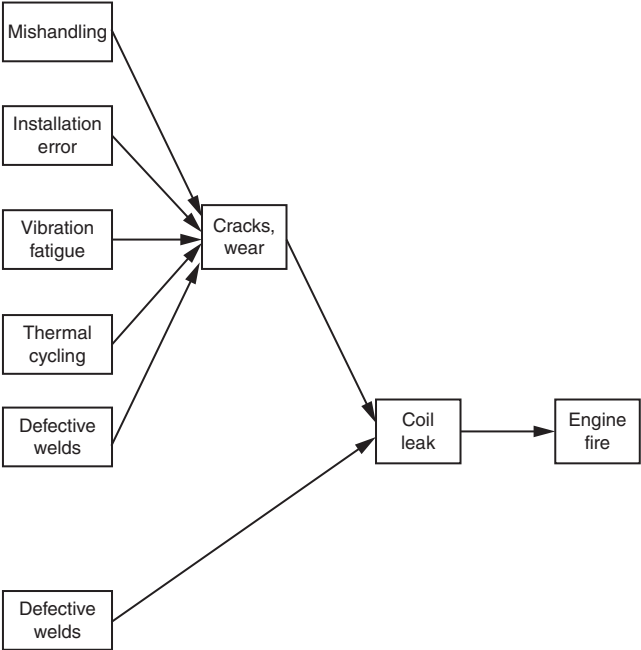 Mishandling
Installation
error
Vibration
fatigue
Cracks,
wear
Thermal
cycling
Defective
welds
Coil
leak
Engine
fire
Defective
welds